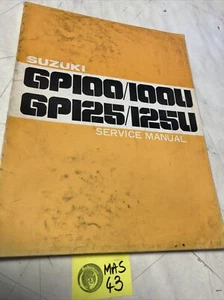 SUZUKI
GP100/100U
GP125/125U
SERVICE MANUAL
MAS
43